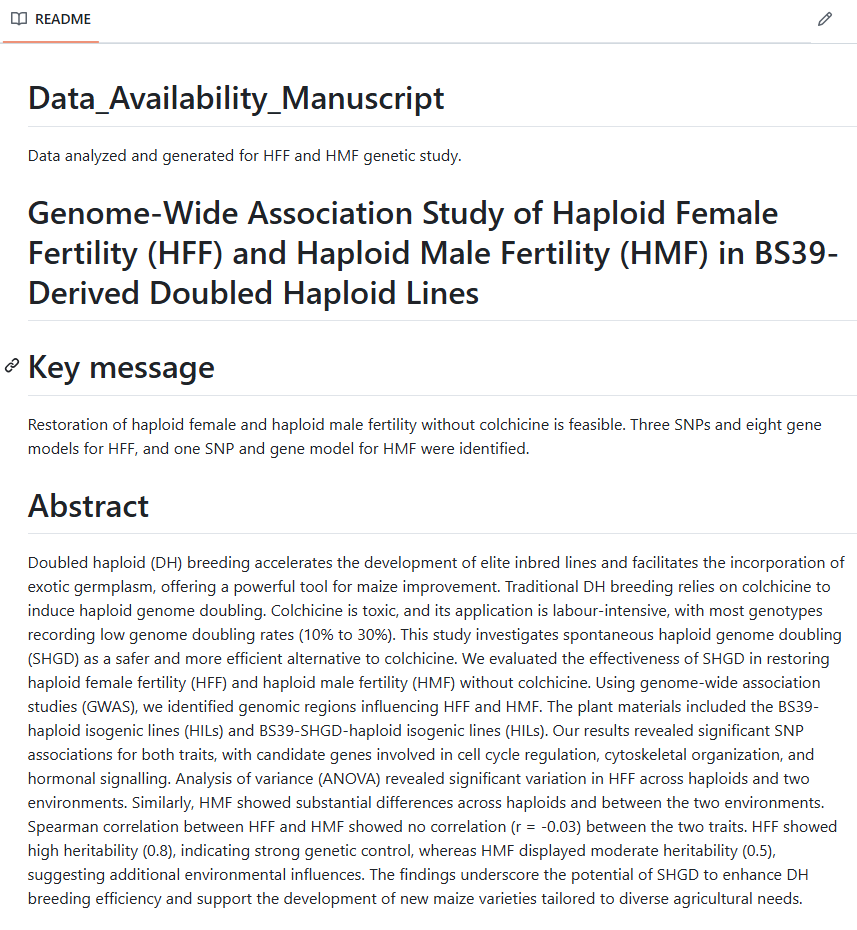 README
Data_Availability_Manuscript
Data analyzed and generated for HFF and HMF genetic study.
Genome-Wide Association Study of Haploid Female
Fertility (HFF) and Haploid Male Fertility (HMF) in BS39-
Derived Doubled Haploid Lines
Key message
Restoration of haploid female and haploid male fertility without colchicine is feasible. Three SNPs and eight gene
models for HFF, and one SNP and gene model for HMF were identified.
Abstract
Doubled haploid (DH) breeding accelerates the development of elite inbred lines and facilitates the incorporation of
exotic germplasm, offering a powerful tool for maize improvement. Traditional DH breeding relies on colchicine to
induce haploid genome doubling. Colchicine is toxic, and its application is labour-intensive, with most genotypes
recording low genome doubling rates (10% to 30%). This study investigates spontaneous haploid genome doubling
(SHGD) as a safer and more efficient alternative to colchicine. We evaluated the effectiveness of SHGD in restoring
haploid female fertility (HFF) and haploid male fertility (HMF) without colchicine. Using genome-wide association
studies (GWAS), we identified genomic regions influencing HFF and HMF. The plant materials included the BS39-
haploid isogenic lines (HILs) and BS39-SHGD-haploid isogenic lines (HILs). Our results revealed significant SNP
associations for both traits, with candidate genes involved in cell cycle regulation, cytoskeletal organization, and
hormonal signalling. Analysis of variance (ANOVA) revealed significant variation in HFF across haploids and two
environments. Similarly, HMF showed substantial differences across haploids and between the two environments.
Spearman correlation between HFF and HMF showed no correlation (r = -0.03) between the two traits. HFF showed
high heritability (0.8), indicating strong genetic control, whereas HMF displayed moderate heritability (0.5),
suggesting additional environmental influences. The findings underscore the potential of SHGD to enhance DH
breeding efficiency and support the development of new maize varieties tailored to diverse agricultural needs.